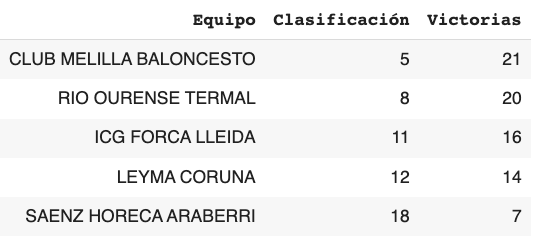 Equipo Clasificación Victorias
CLUB MELILLA BALONCESTO 5 21
RIO OURENSE TERMAL 8 20
ICG FORCA LLEIDA 11 16
LEYMA CORUNA 12 14
SAENZ HORECA ARABERRI 18 7